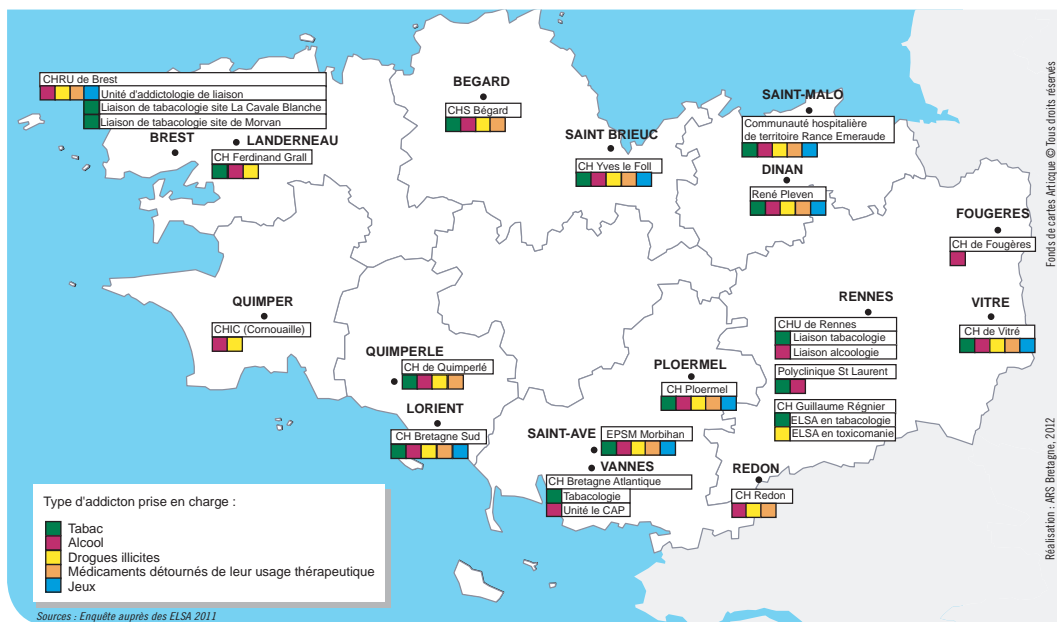 CHRU de Brest
Unité d'addictologie de liaison
Liaison de tabacologie site La Cavale Blanche
Liaison de tabacologie site de Morvan
BREST
LANDERNEAU
CH Ferdinand Grall
BEGARD
CHS Bégard
SAINT BRIEUC
CH Yves le Foll
SAINT-MALO
Communauté hospitalière
de territoire Rance Emeraude
DINAN
René Pleven
FOUGERES
CH de Fougères
QUIMPER
CHIC (Cornouaille)
QUIMPERLE
CH de Quimperlé
LORIENT
CH Bretagne Sud
PLOERMEL
CH Ploermel
SAINT-AVE
EPSM Morbihan
VANNES
CH Bretagne Atlantique
Tabacologie
Unité le CAP
RENNES
CHU de Rennes
Liaison tabacologie
Liaison alcoologie
Polyclinique St Laurent
CH Guillaume Régnier
ELSA en tabacologie
ELSA en toxicomanie
VITRE
CH de Vitré
REDON
CH Redon
Type d'addicton prise en charge :
Tabac
Alcool
Drogues illicites
Médicaments détournés de leur usage thérapeutique
Jeux
Sources : Enquête auprès des ELSA 2011
Fonds de cartes Articque © Tous droits réservés
Réalisation : ARS Bretagne, 2012